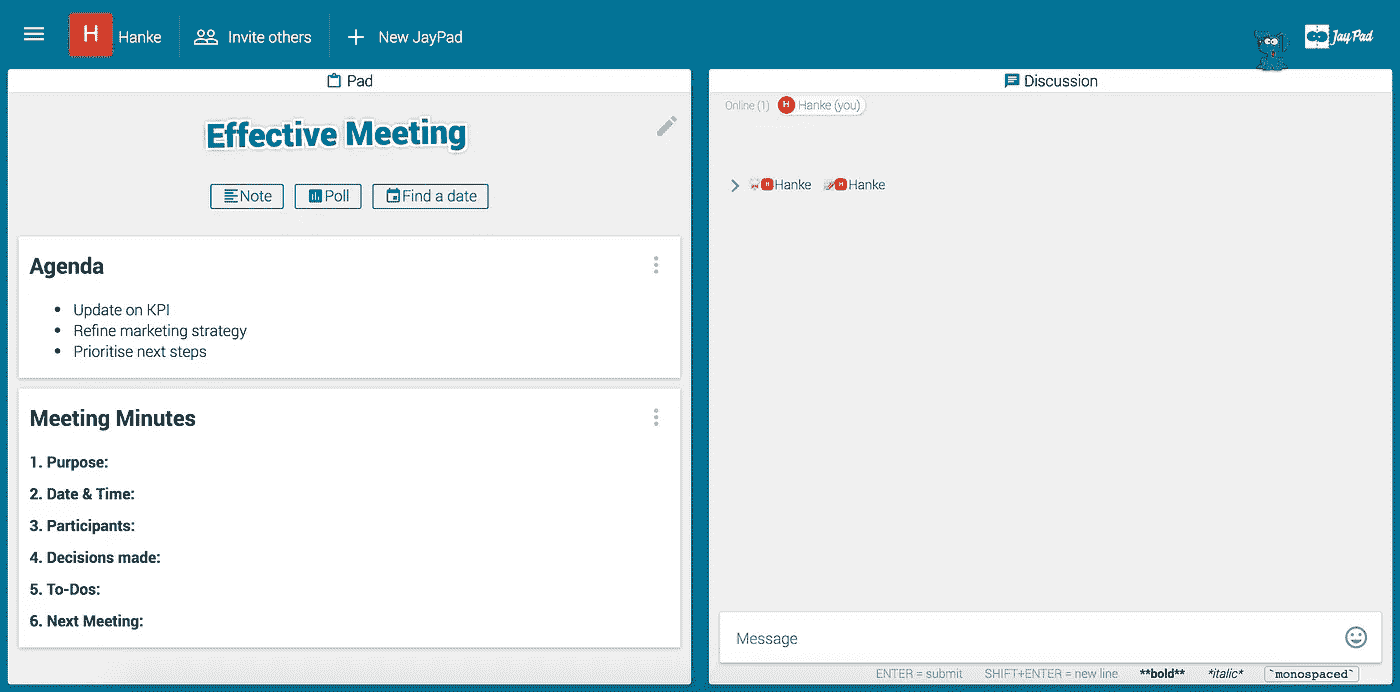 H Hanke Invite others + New JayPad JayPad
Pad
Effective Meeting
Note Poll Find a date
Agenda
• Update on KPI
• Refine marketing strategy
• Prioritise next steps
Meeting Minutes
1. Purpose:
2. Date & Time:
3. Participants:
4. Decisions made:
5. To-Dos:
6. Next Meeting:
Discussion
Online (1) H Hanke (you)
H Hanke H Hanke
Message
ENTER = submit SHIFT+ENTER = new line **bold** *italic* `monospaced`